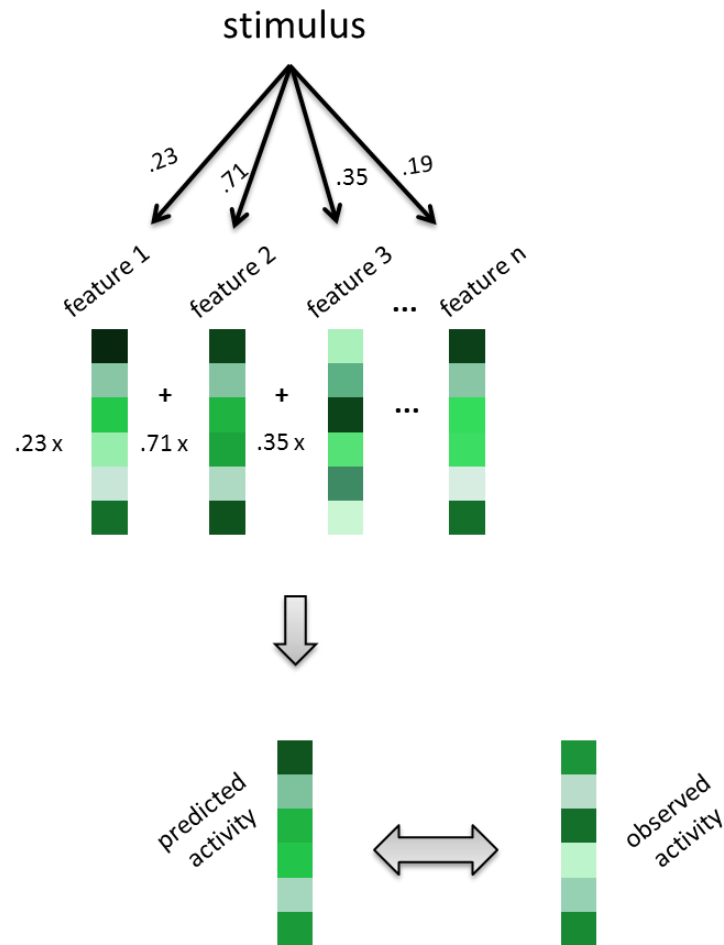 stimulus
.23
.71
.35
.19
feature 1
feature 2
feature 3
...
feature n
+
+
...
.23 x
.71 x
.35 x
predicted
activity
observed
activity